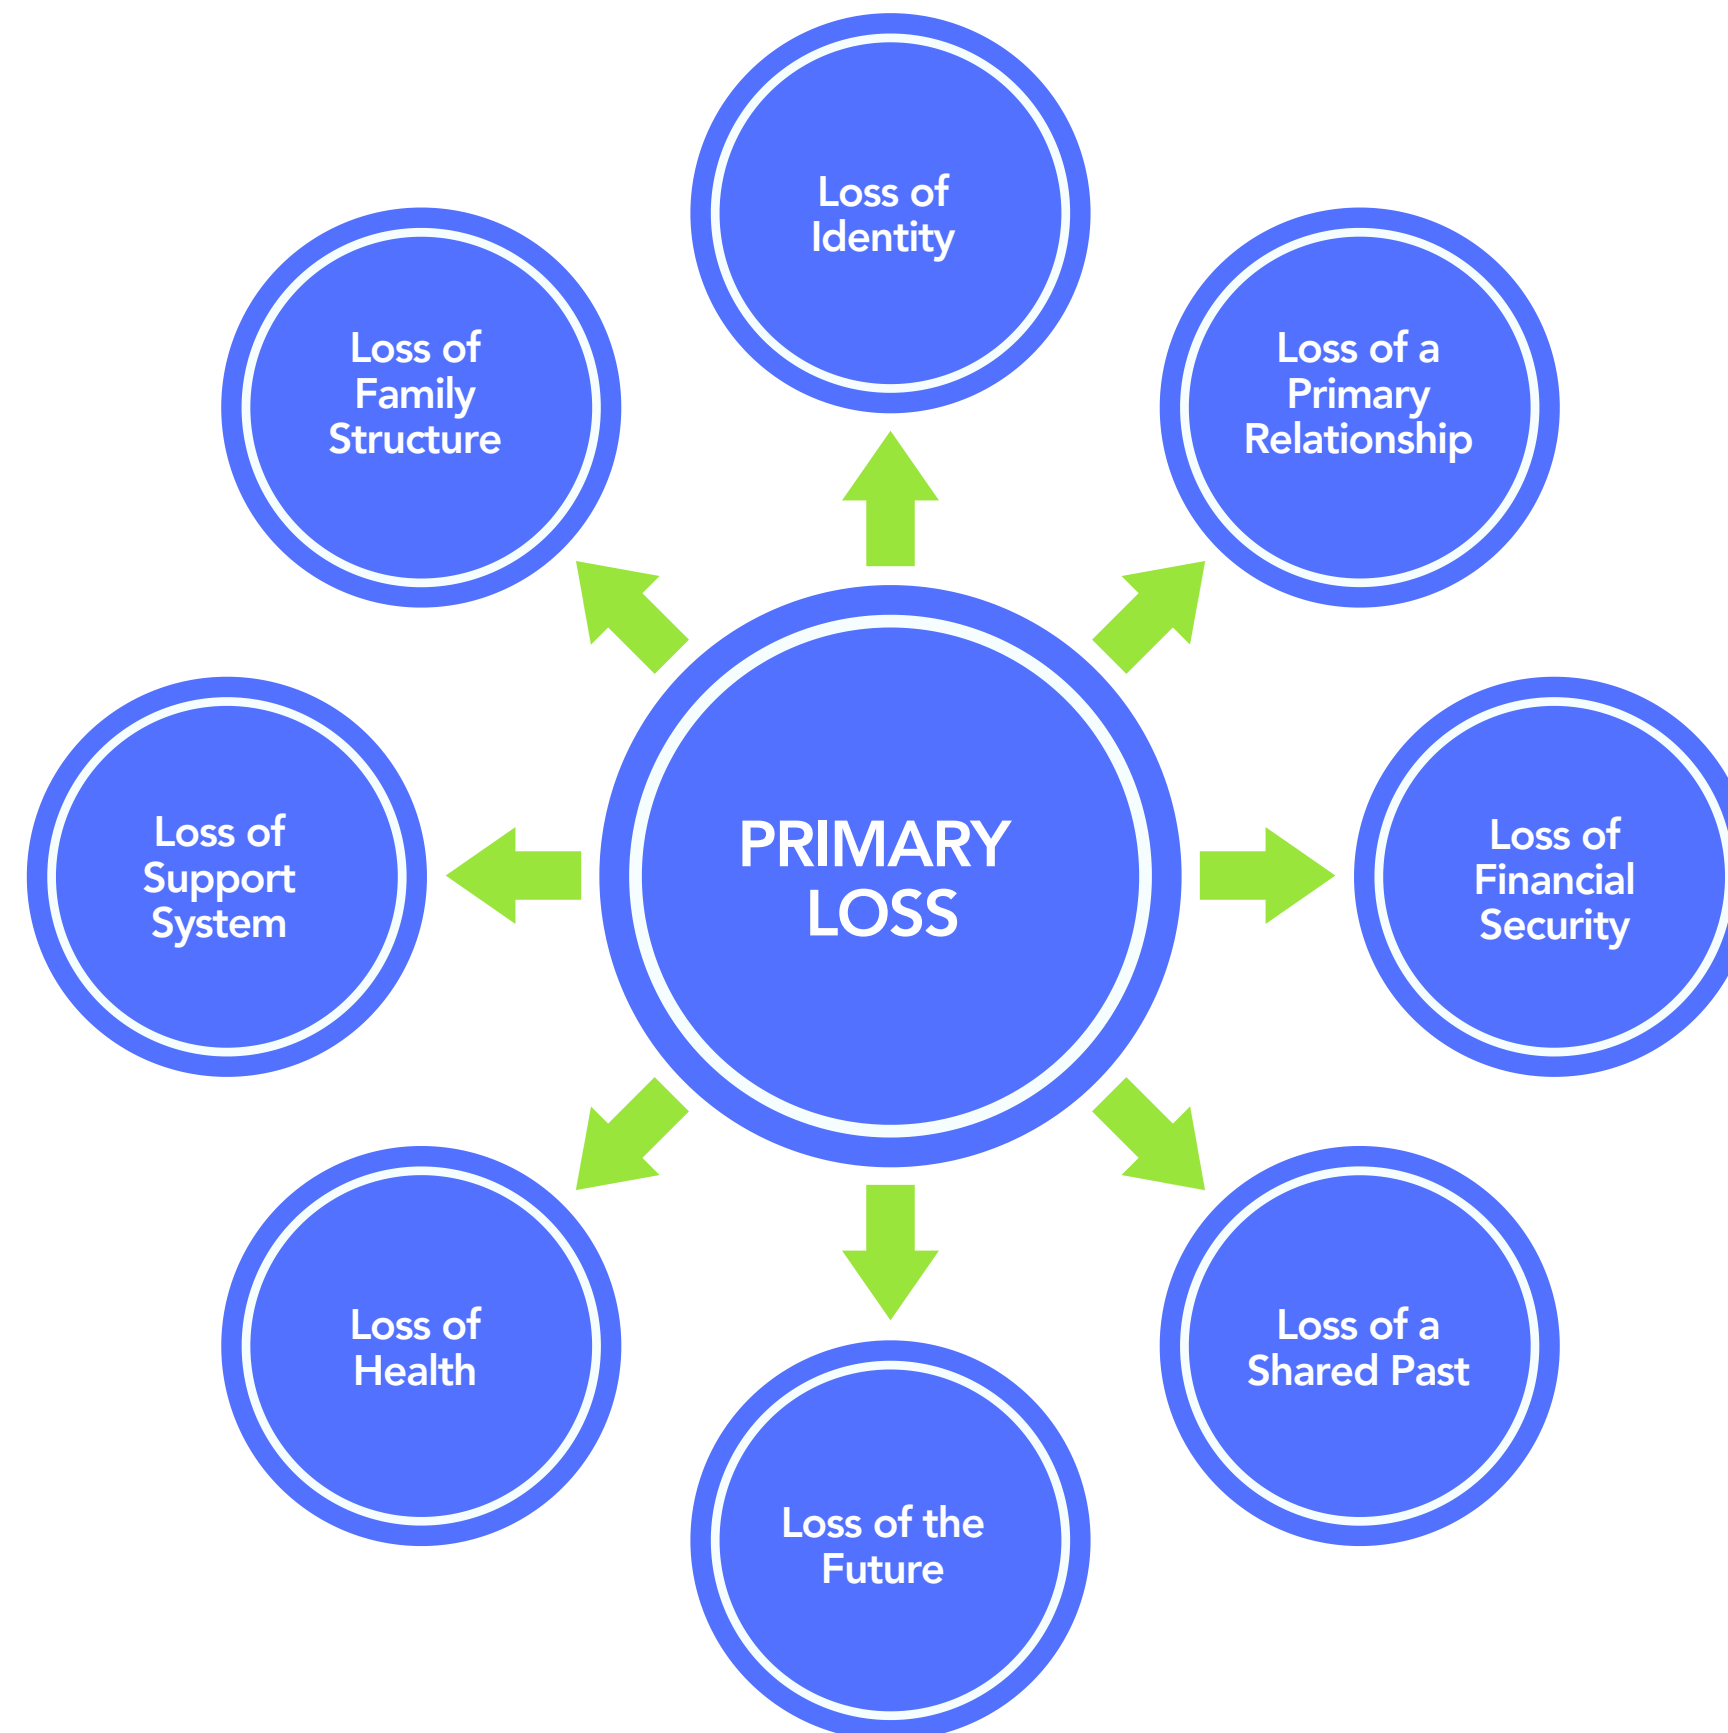 Loss of
Identity
Loss of
Family
Structure
Loss of a
Primary
Relationship
Loss of
Support
System
PRIMARY
LOSS
Loss of
Financial
Security
Loss of
Health
Loss of a
Shared Past
Loss of the
Future